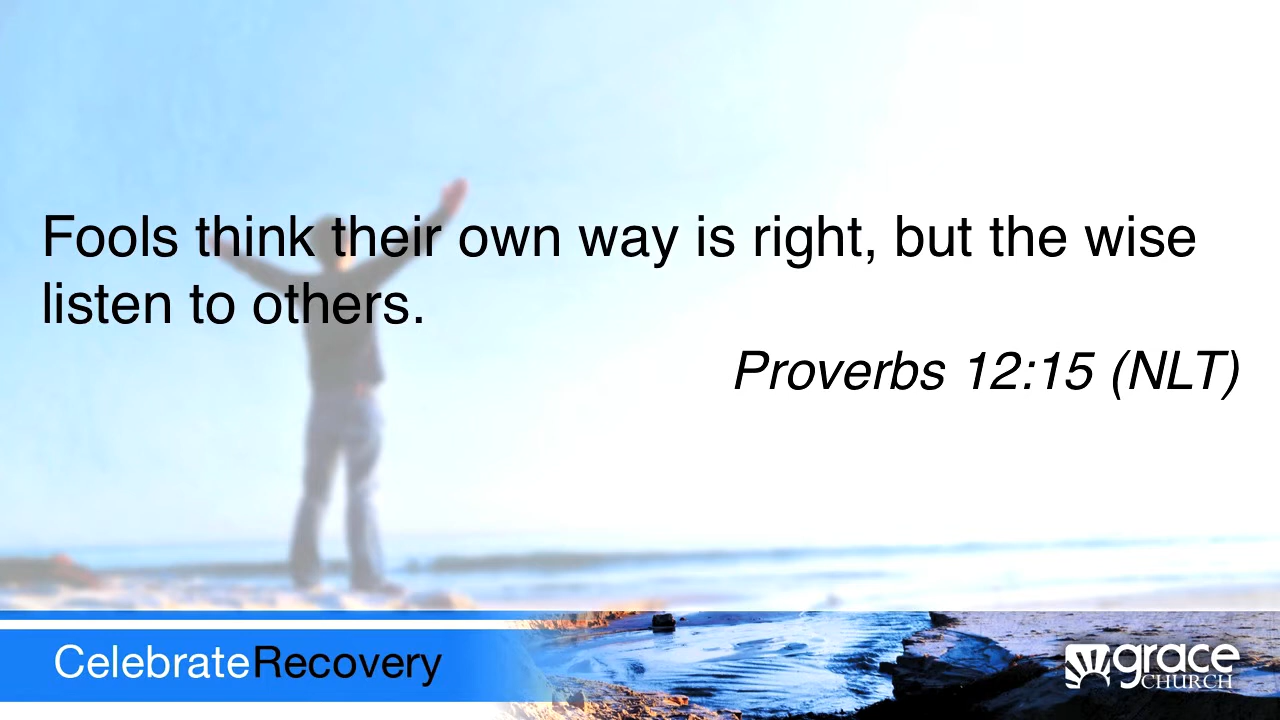 Fools think their own way is right, but the wise
listen to others.
Proverbs 12:15 (NLT)
CelebrateRecovery
grace
CHURCH